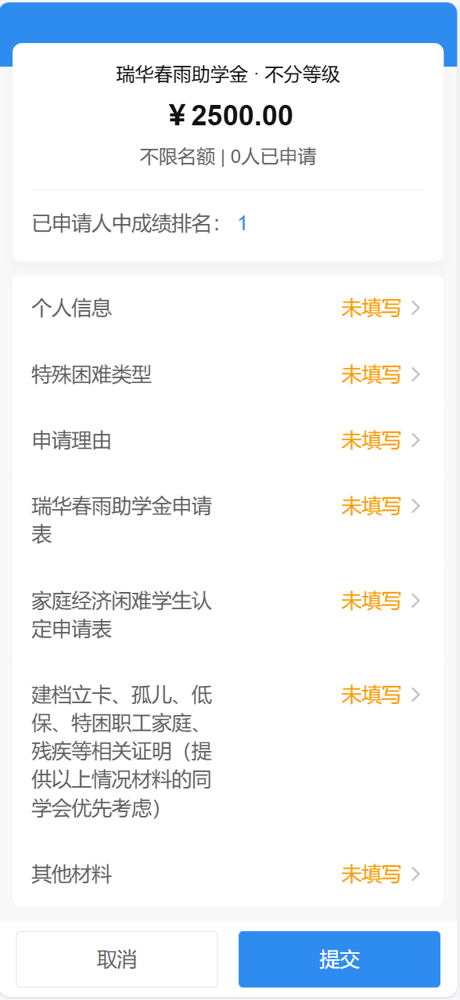 瑞华春雨助学金 · 不分等级
¥ 2500.00
不限名额 | 0人已申请
已申请人中成绩排名： 1
个人信息 未填写
特殊困难类型 未填写
申请理由 未填写
瑞华春雨助学金申请 未填写
表
家庭经济闲难学生认 未填写
定申请表
建档立卡、孤儿、低 未填写
保、特困职工家庭、
残疾等相关证明（提
供以上情况材料的同
学会优先考虑）
其他材料 未填写
取消 提交